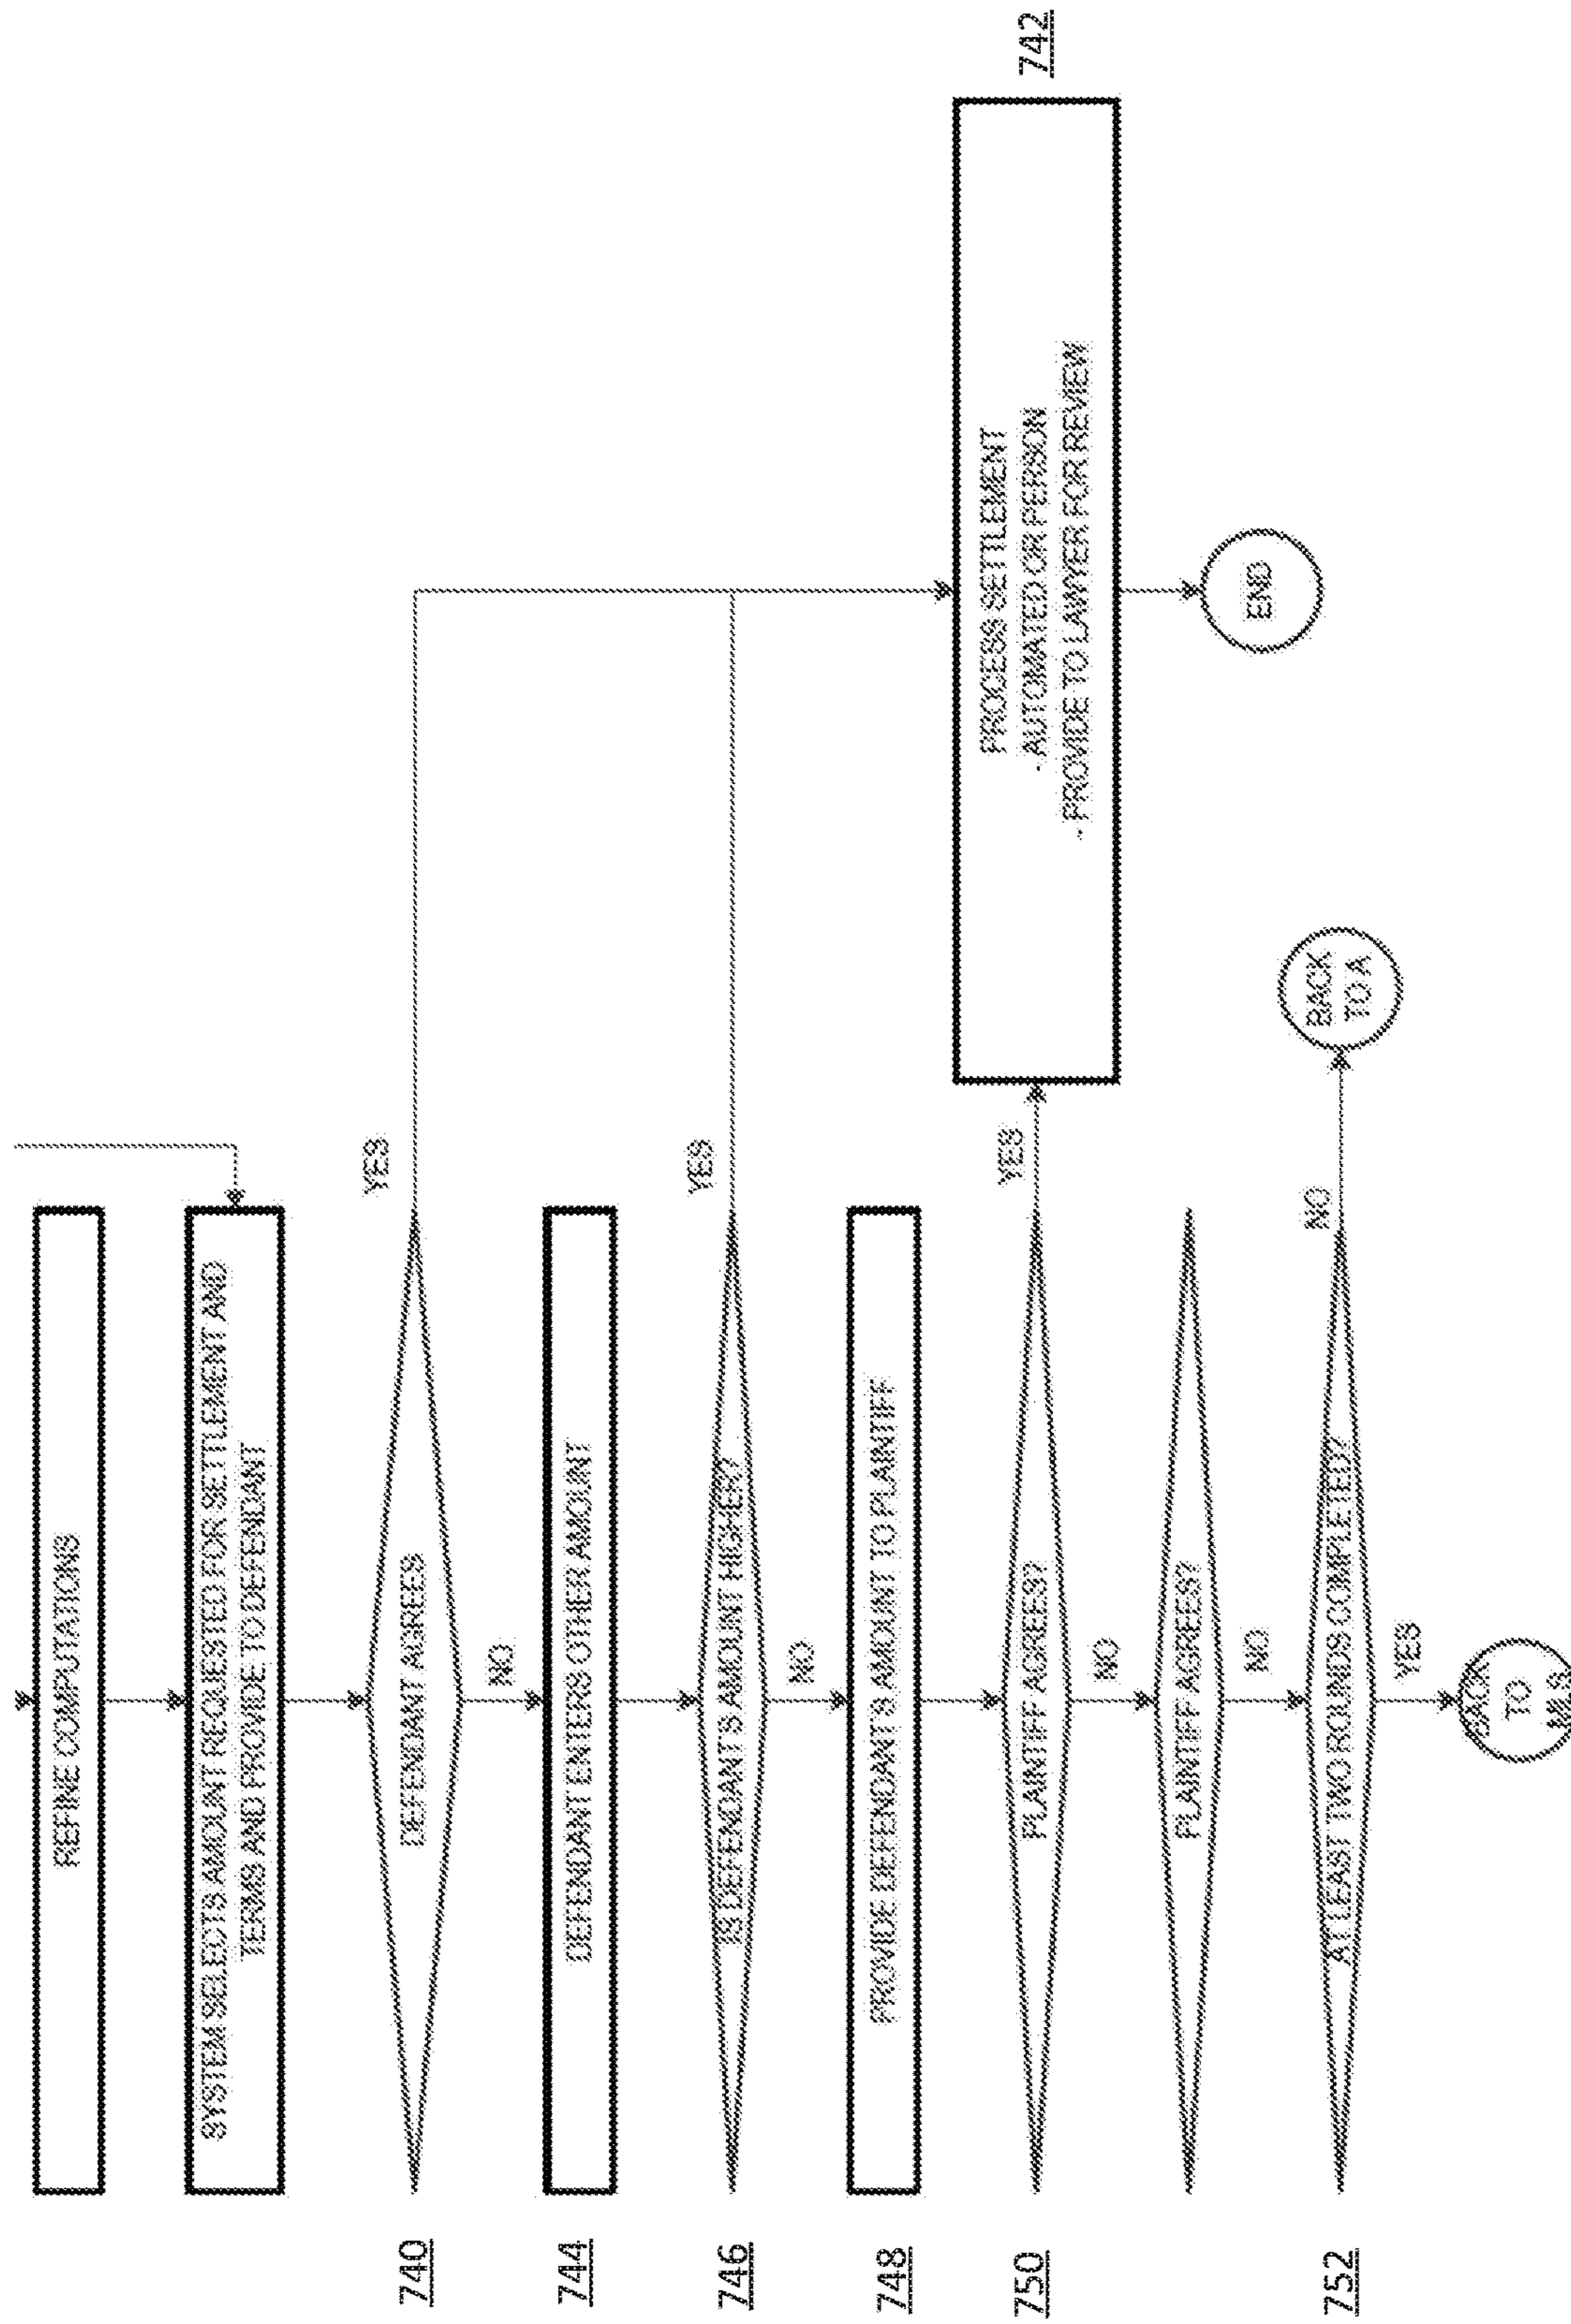 REFINE COMPUTATIONS
SYSTEM SELECTS AMOUNT REQUESTED FOR SETTLEMENT AND
TERMS AND PROVIDE TO DEFENDANT
740
DEFENDANT AGREES
YES
NO
744
DEFENDANT ENTERS OTHER AMOUNT
746
IS DEFENDANT'S AMOUNT HIGHER?
YES
NO
748
PROVIDE DEFENDANT'S AMOUNT TO PLAINTIFF
750
PLAINTIFF AGREES?
YES
NO
PROCESS SETTLEMENT
- AUTOMATED OR PERSON
- PROVIDE TO LAWYER FOR REVIEW
742
END
PLAINTIFF AGREES?
NO
752
AT LEAST TWO ROUNDS COMPLETED?
NO
BACK
TO A
YES
BACK
TO
M.S